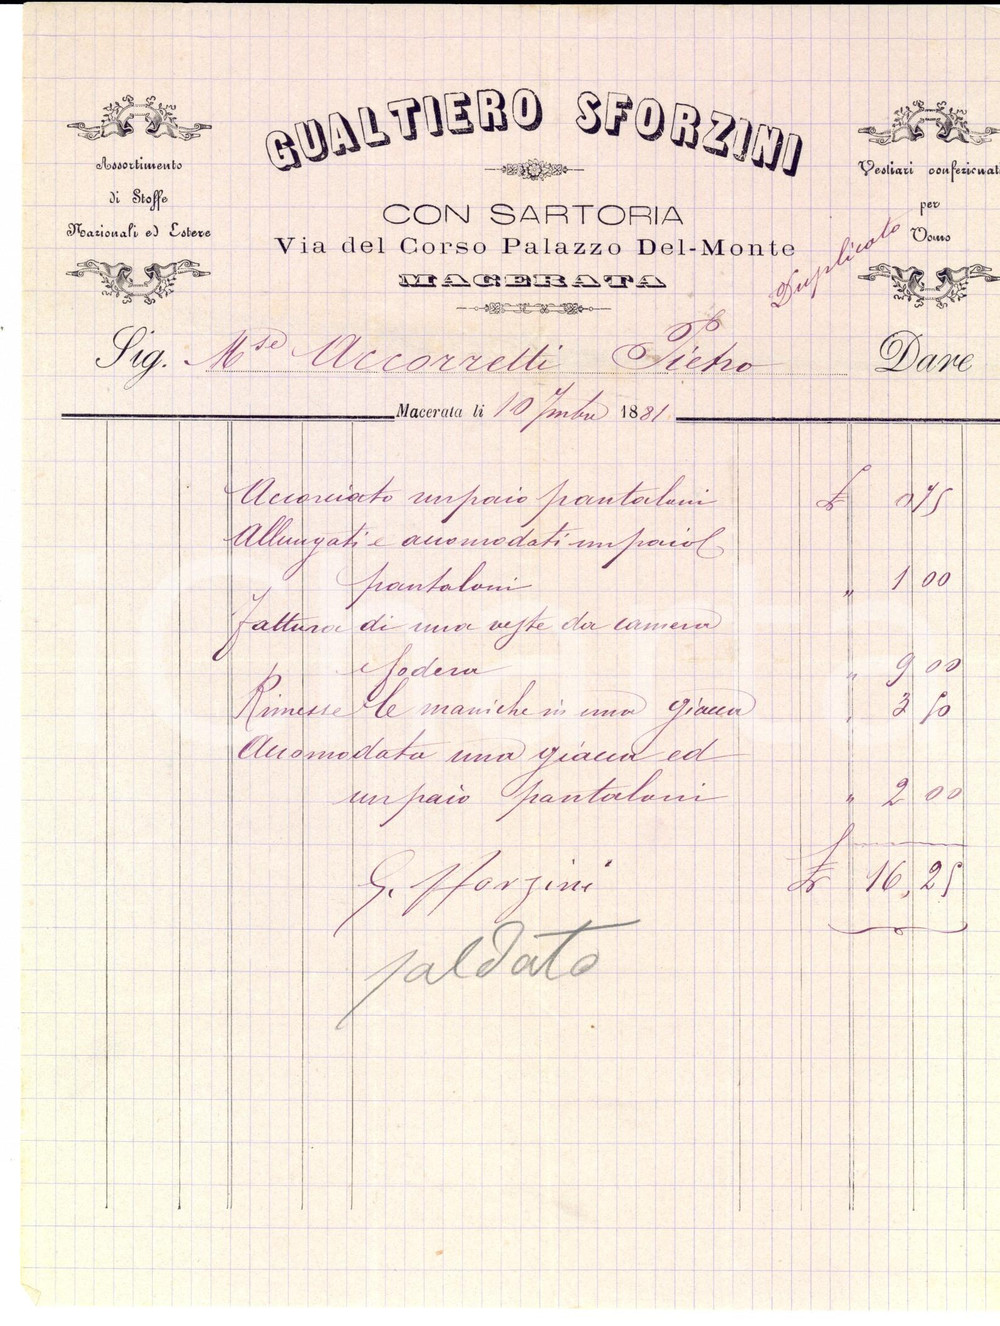 GUALTIERO SFORZINI
CON SARTORIA
Via del Corso Palazzo Del-Monte
MACERATA
Assortimento
di Stoffe
Nazionali ed Estere
Vestiari confezionati
per
Uomo
Duplicato
Sig. Mse Accorretti Pietro Dare
Macerata li 10 7mbre 1881
Accorciato un paio pantaloni £ 0 75
Allungati e accomodati un paio
pantaloni " 1 00
Fattura di una veste da camera
e fodera " 9 00
Rimesse le maniche in una giacca " 3 50
Accomodata una giacca ed
un paio pantaloni " 2 00
£ 16,25
G. Sforzini
saldato